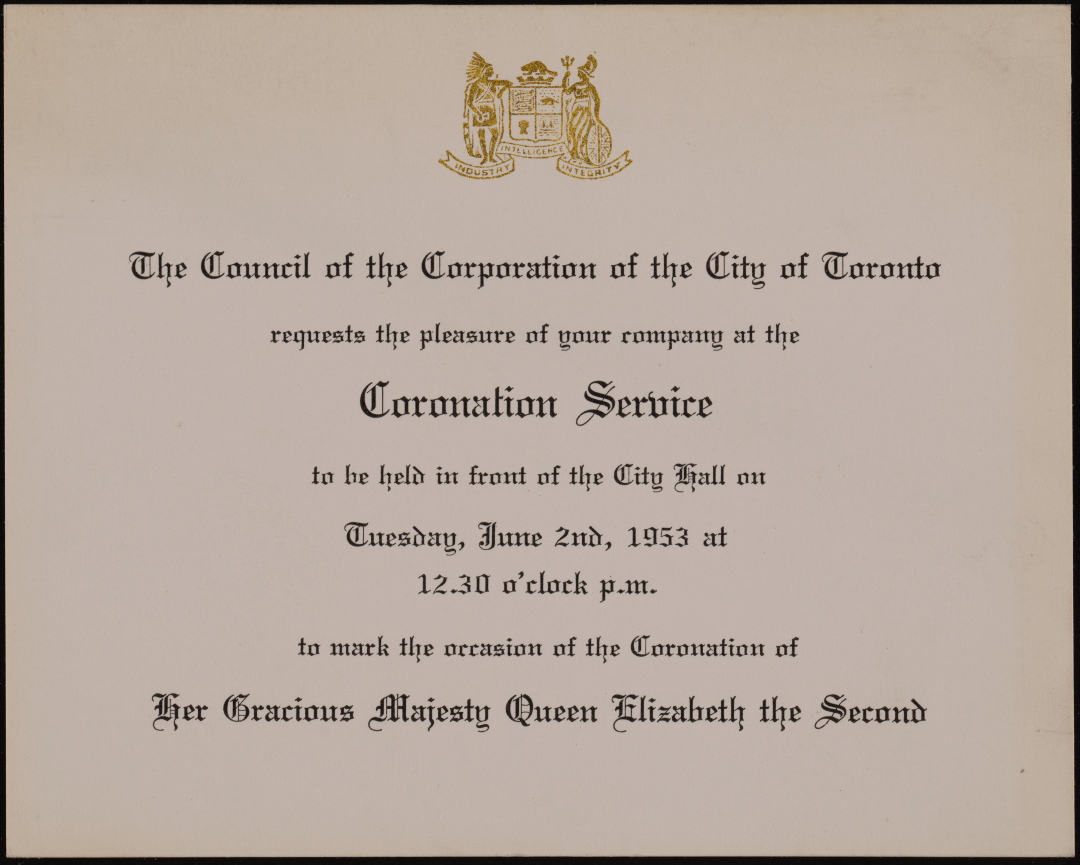 INDUSTRY INTELLIGENCE INTEGRITY
The Council of the Corporation of the City of Toronto
requests the pleasure of your company at the
Coronation Service
to be held in front of the City Hall on
Tuesday, June 2nd, 1953 at
12.30 o'clock p.m.
to mark the occasion of the Coronation of
Her Gracious Majesty Queen Elizabeth the Second